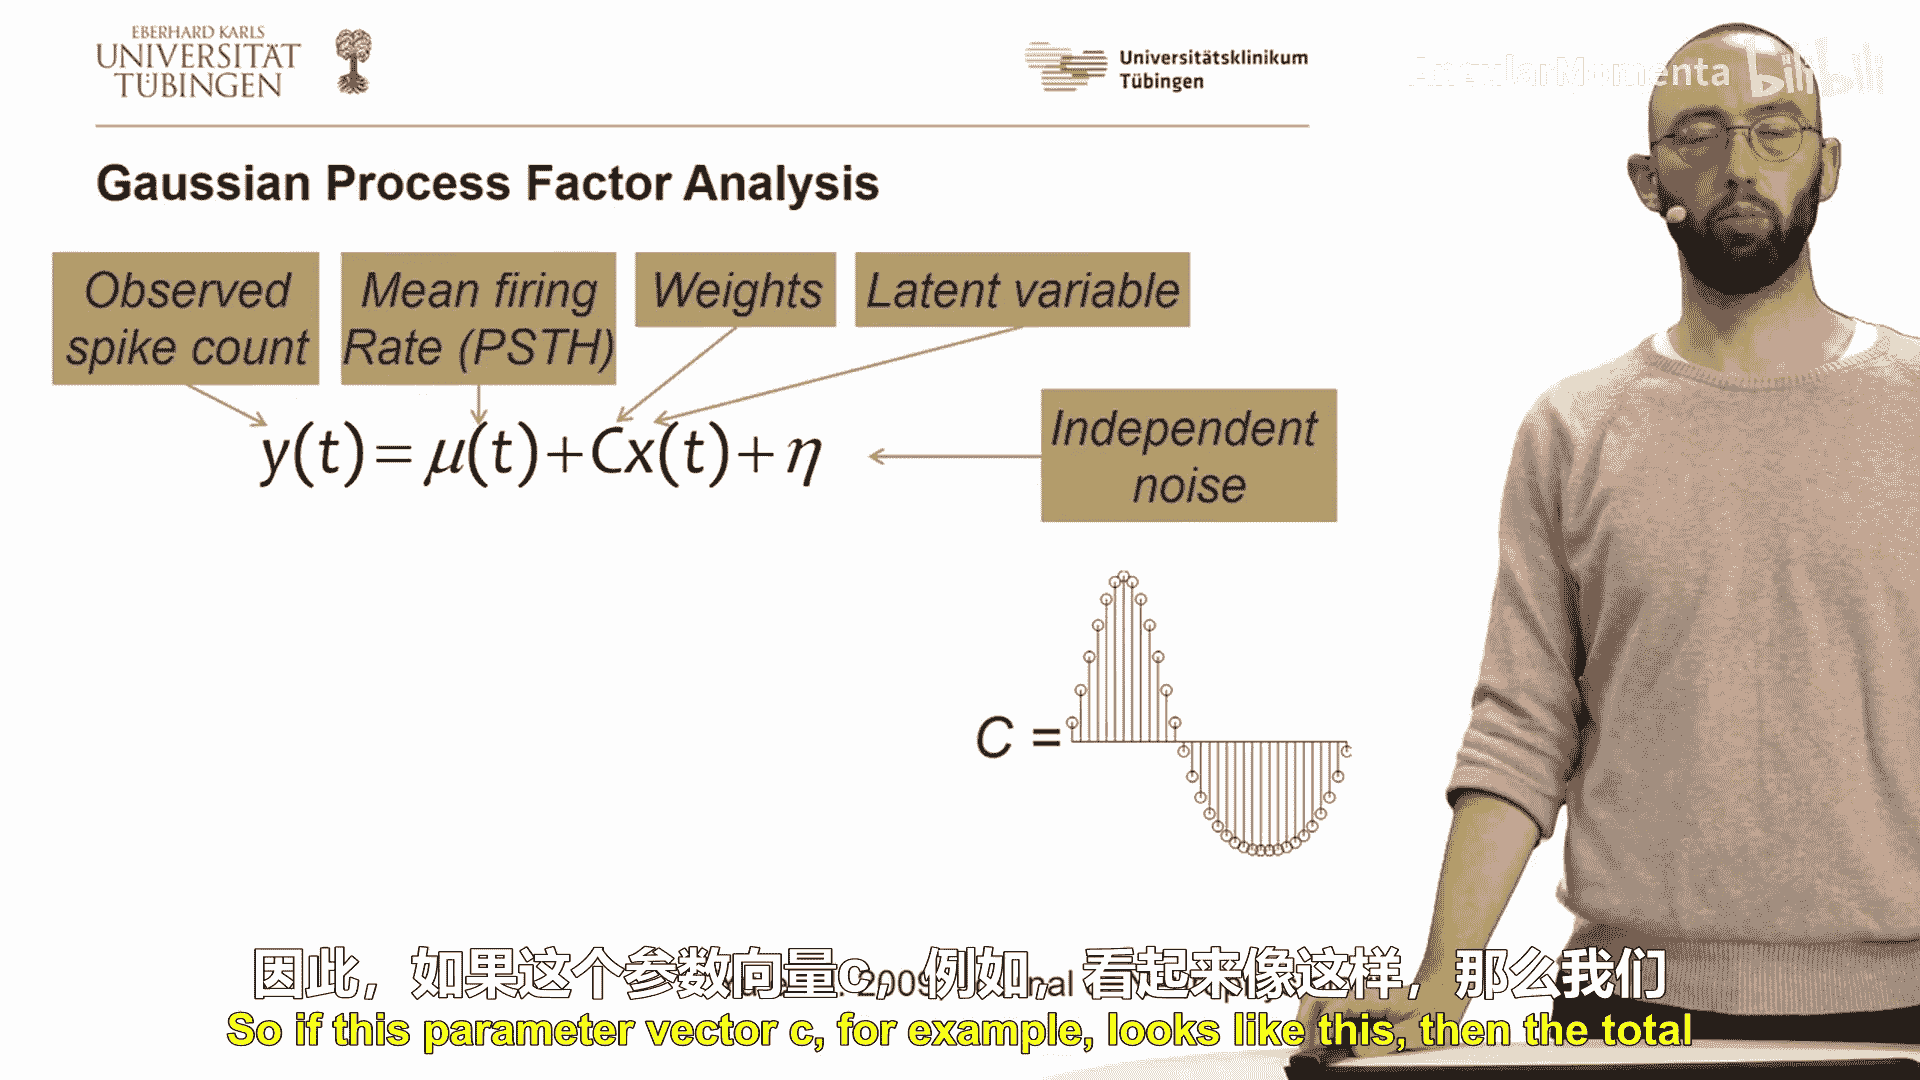 EBERHARD KARLS
UNIVERSITÄT
TÜBINGEN
Universitätsklinikum
Tübingen
Momenta
bilibili
Gaussian Process Factor Analysis
Observed
spike count
Mean firing
Rate (PSTH)
Weights
Latent variable
y(t)=μ(t)+Cx(t)+η
Independent
noise
C =
2009
因此，如果这个参数向量c，例如，看起来像这样，那么我们
So if this parameter vector c, for example, looks like this, then the total